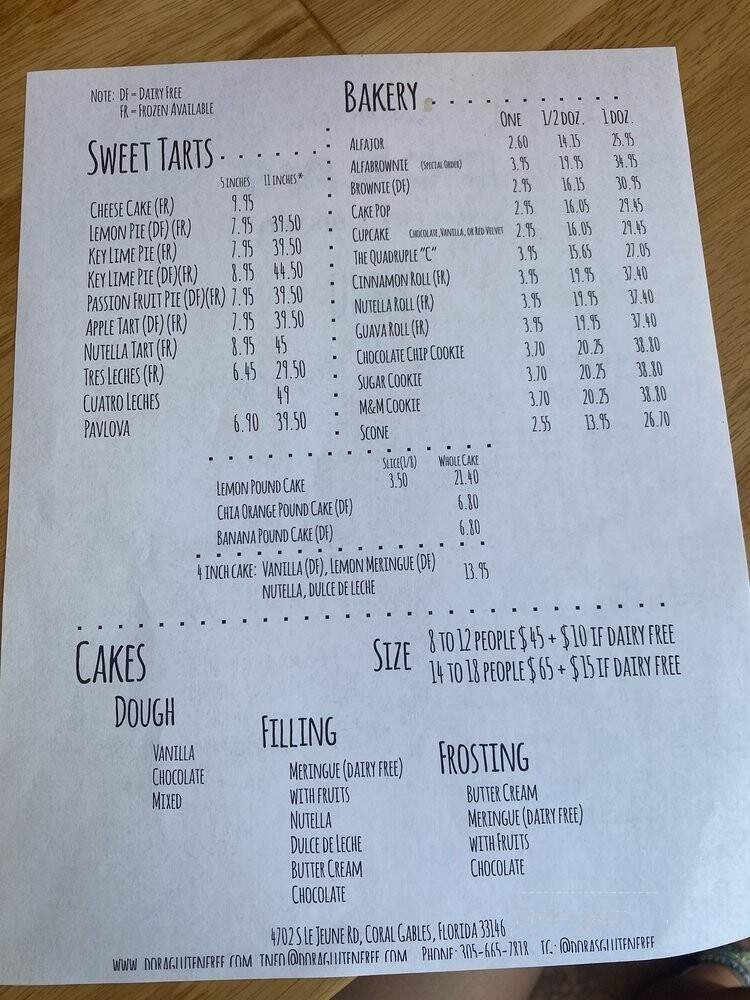 Note: DF = Dairy Free
FR = Frozen Available
Sweet Tarts
5 inches 11 inches*
Cheese Cake (FR) 9.95
Lemon Pie (DF) (FR) 7.95 39.50
Key Lime Pie (FR) 7.95 39.50
Key Lime Pie (DF)(FR) 8.95 44.50
Passion Fruit Pie (DF)(FR) 7.95 39.50
Apple Tart (DF) (FR) 7.95 39.50
Nutella Tart (FR) 8.95 45
Tres Leches (FR) 6.45 29.50
Cuatro Leches 49
Pavlova 6.90 39.50
Bakery
One 1/2 doz. 1 doz.
Alfajor 2.60 14.15 25.95
Alfabrownie (Special Order) 3.95 19.95 34.95
Brownie (DF) 2.95 16.15 30.95
Cake Pop 2.95 16.05 29.45
Cupcake Chocolate, Vanilla, or Red Velvet 2.95 16.05 29.45
The Quadruple "C" 3.95 15.65 27.05
Cinnamon Roll (FR) 3.95 19.95 37.40
Nutella Roll (FR) 3.95 19.95 37.40
Guava Roll (FR) 3.95 19.95 37.40
Chocolate Chip Cookie 3.70 20.25 38.80
Sugar Cookie 3.70 20.25 38.80
M&M Cookie 3.70 20.25 38.80
Scone 2.55 13.95 26.70
Slice(1/8) Whole Cake
Lemon Pound Cake 3.50 21.40
Chia Orange Pound Cake (DF) 6.80
Banana Pound Cake (DF) 6.80
4 inch cake: Vanilla (DF), Lemon Meringue (DF) 13.95
Nutella, Dulce de Leche
Cakes
Size 8 to 12 people $45 + $10 if dairy free
14 to 18 people $65 + $15 if dairy free
Dough
Vanilla
Chocolate
Mixed
Filling
Meringue (dairy free)
with fruits
Nutella
Dulce de Leche
Butter Cream
Chocolate
Frosting
Butter Cream
Meringue (dairy free)
with Fruits
Chocolate
4702 S Le Jeune Rd, Coral Gables, Florida 33146
www.doraglutenfree.com info@doraglutenfree.com Phone: 305-665-7818 IG: @dorasglutenfree